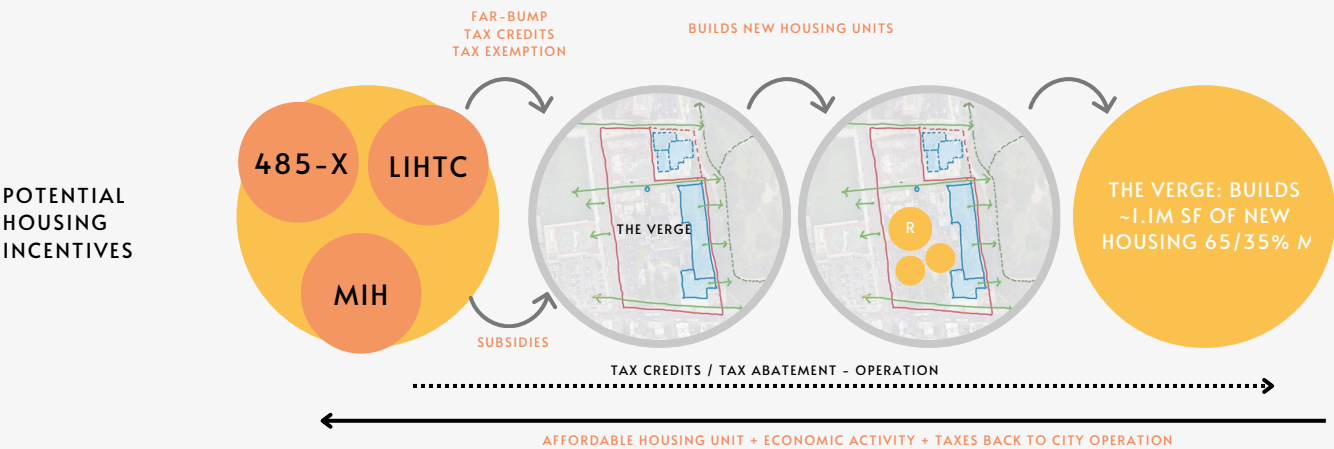 FAR-BUMP
TAX CREDITS
TAX EXEMPTION
BUILDS NEW HOUSING UNITS
POTENTIAL
HOUSING
INCENTIVES
485-X
LIHTC
MIH
SUBSIDIES
THE VERGE
R
THE VERGE: BUILDS
~1.1M SF OF NEW
HOUSING 65/35% M
TAX CREDITS / TAX ABATEMENT - OPERATION
AFFORDABLE HOUSING UNIT + ECONOMIC ACTIVITY + TAXES BACK TO CITY OPERATION